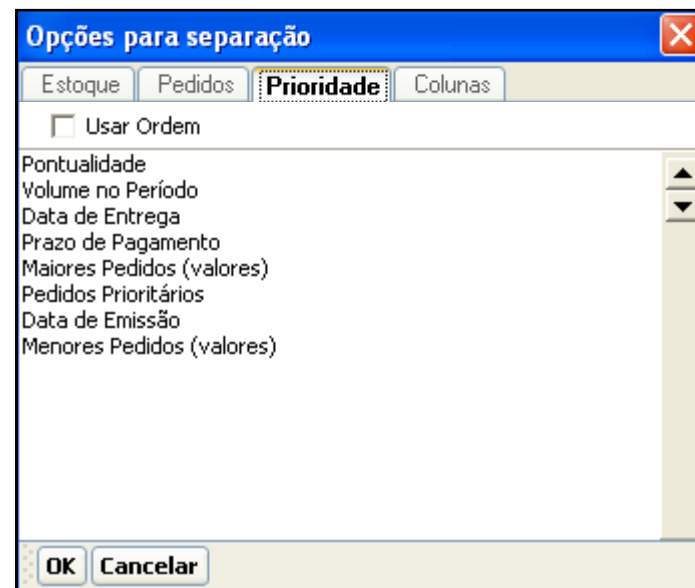 Opções para separação
Estoque Pedidos Prioridade Colunas
Usar Ordem
Pontualidade
Volume no Período
Data de Entrega
Prazo de Pagamento
Maiores Pedidos (valores)
Pedidos Prioritários
Data de Emissão
Menores Pedidos (valores)
OK Cancelar